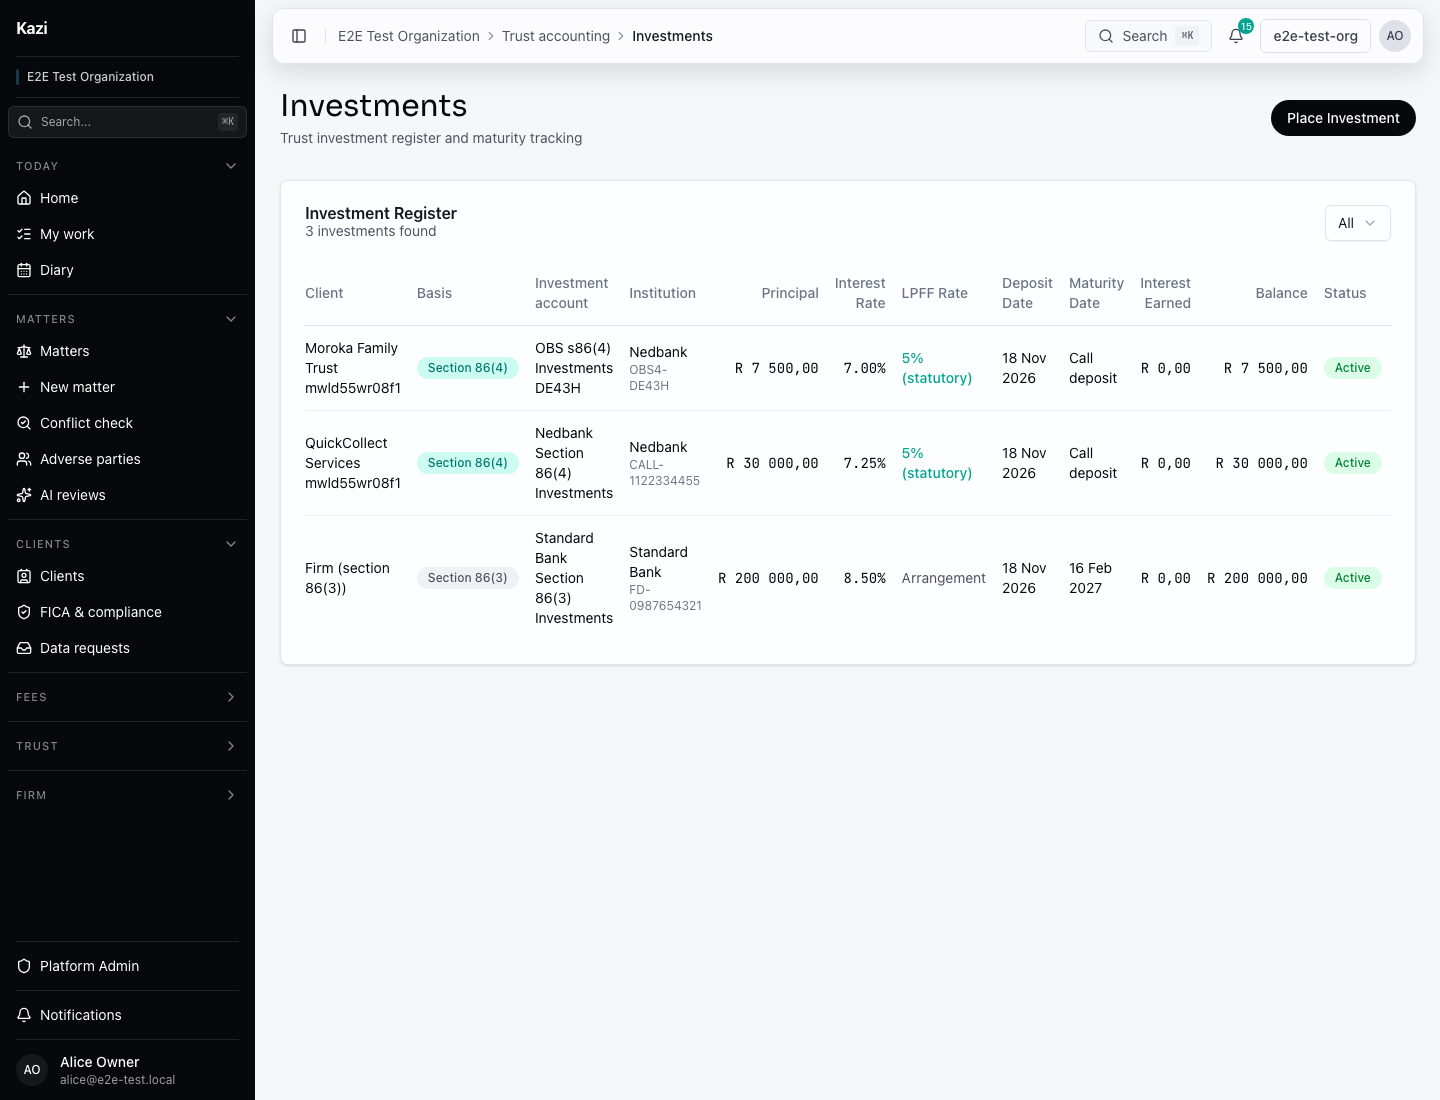 Kazi
E2E Test Organization
Search... ⌘K
TODAY
Home
My work
Diary
MATTERS
Matters
New matter
Conflict check
Adverse parties
AI reviews
CLIENTS
Clients
FICA & compliance
Data requests
FEES
TRUST
FIRM
Platform Admin
Notifications
AO
Alice Owner
alice@e2e-test.local
E2E Test Organization > Trust accounting > Investments
Search ⌘K
15
e2e-test-org
AO
Investments
Trust investment register and maturity tracking
Place Investment
Investment Register
3 investments found
All
Client
Basis
Investment
account
Institution
Principal
Interest
Rate
LPFF Rate
Deposit
Date
Maturity
Date
Interest
Earned
Balance
Status
Moroka Family
Trust
mwld55wr08f1
Section 86(4)
OBS s86(4)
Investments
DE43H
Nedbank
OBS4-
DE43H
R 7 500,00
7.00%
5%
(statutory)
18 Nov
2026
Call
deposit
R 0,00
R 7 500,00
Active
QuickCollect
Services
mwld55wr08f1
Section 86(4)
Nedbank
Section
86(4)
Investments
Nedbank
CALL-
1122334455
R 30 000,00
7.25%
5%
(statutory)
18 Nov
2026
Call
deposit
R 0,00
R 30 000,00
Active
Firm (section
86(3))
Section 86(3)
Standard
Bank
Section
86(3)
Investments
Standard
Bank
FD-
0987654321
R 200 000,00
8.50%
Arrangement
18 Nov
2026
16 Feb
2027
R 0,00
R 200 000,00
Active